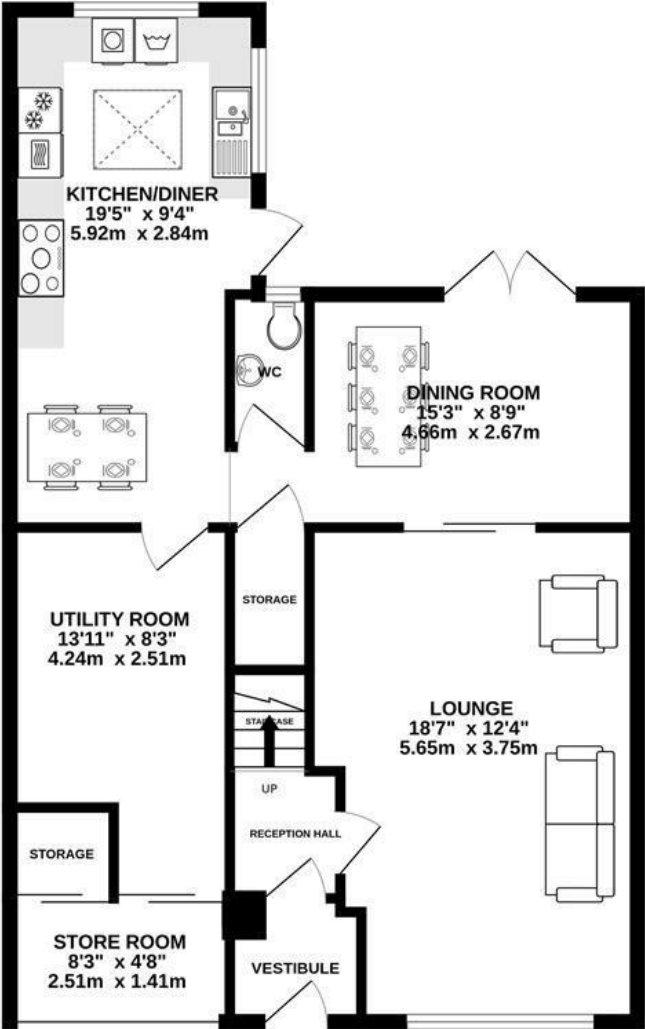 KITCHEN/DINER
19'5" x 9'4"
5.92m x 2.84m
WC
DINING ROOM
15'3" x 8'9"
4.66m x 2.67m
STORAGE
UTILITY ROOM
13'11" x 8'3"
4.24m x 2.51m
LOUNGE
18'7" x 12'4"
5.65m x 3.75m
STAIRCASE
UP
RECEPTION HALL
STORAGE
STORE ROOM
8'3" x 4'8"
2.51m x 1.41m
VESTIBULE